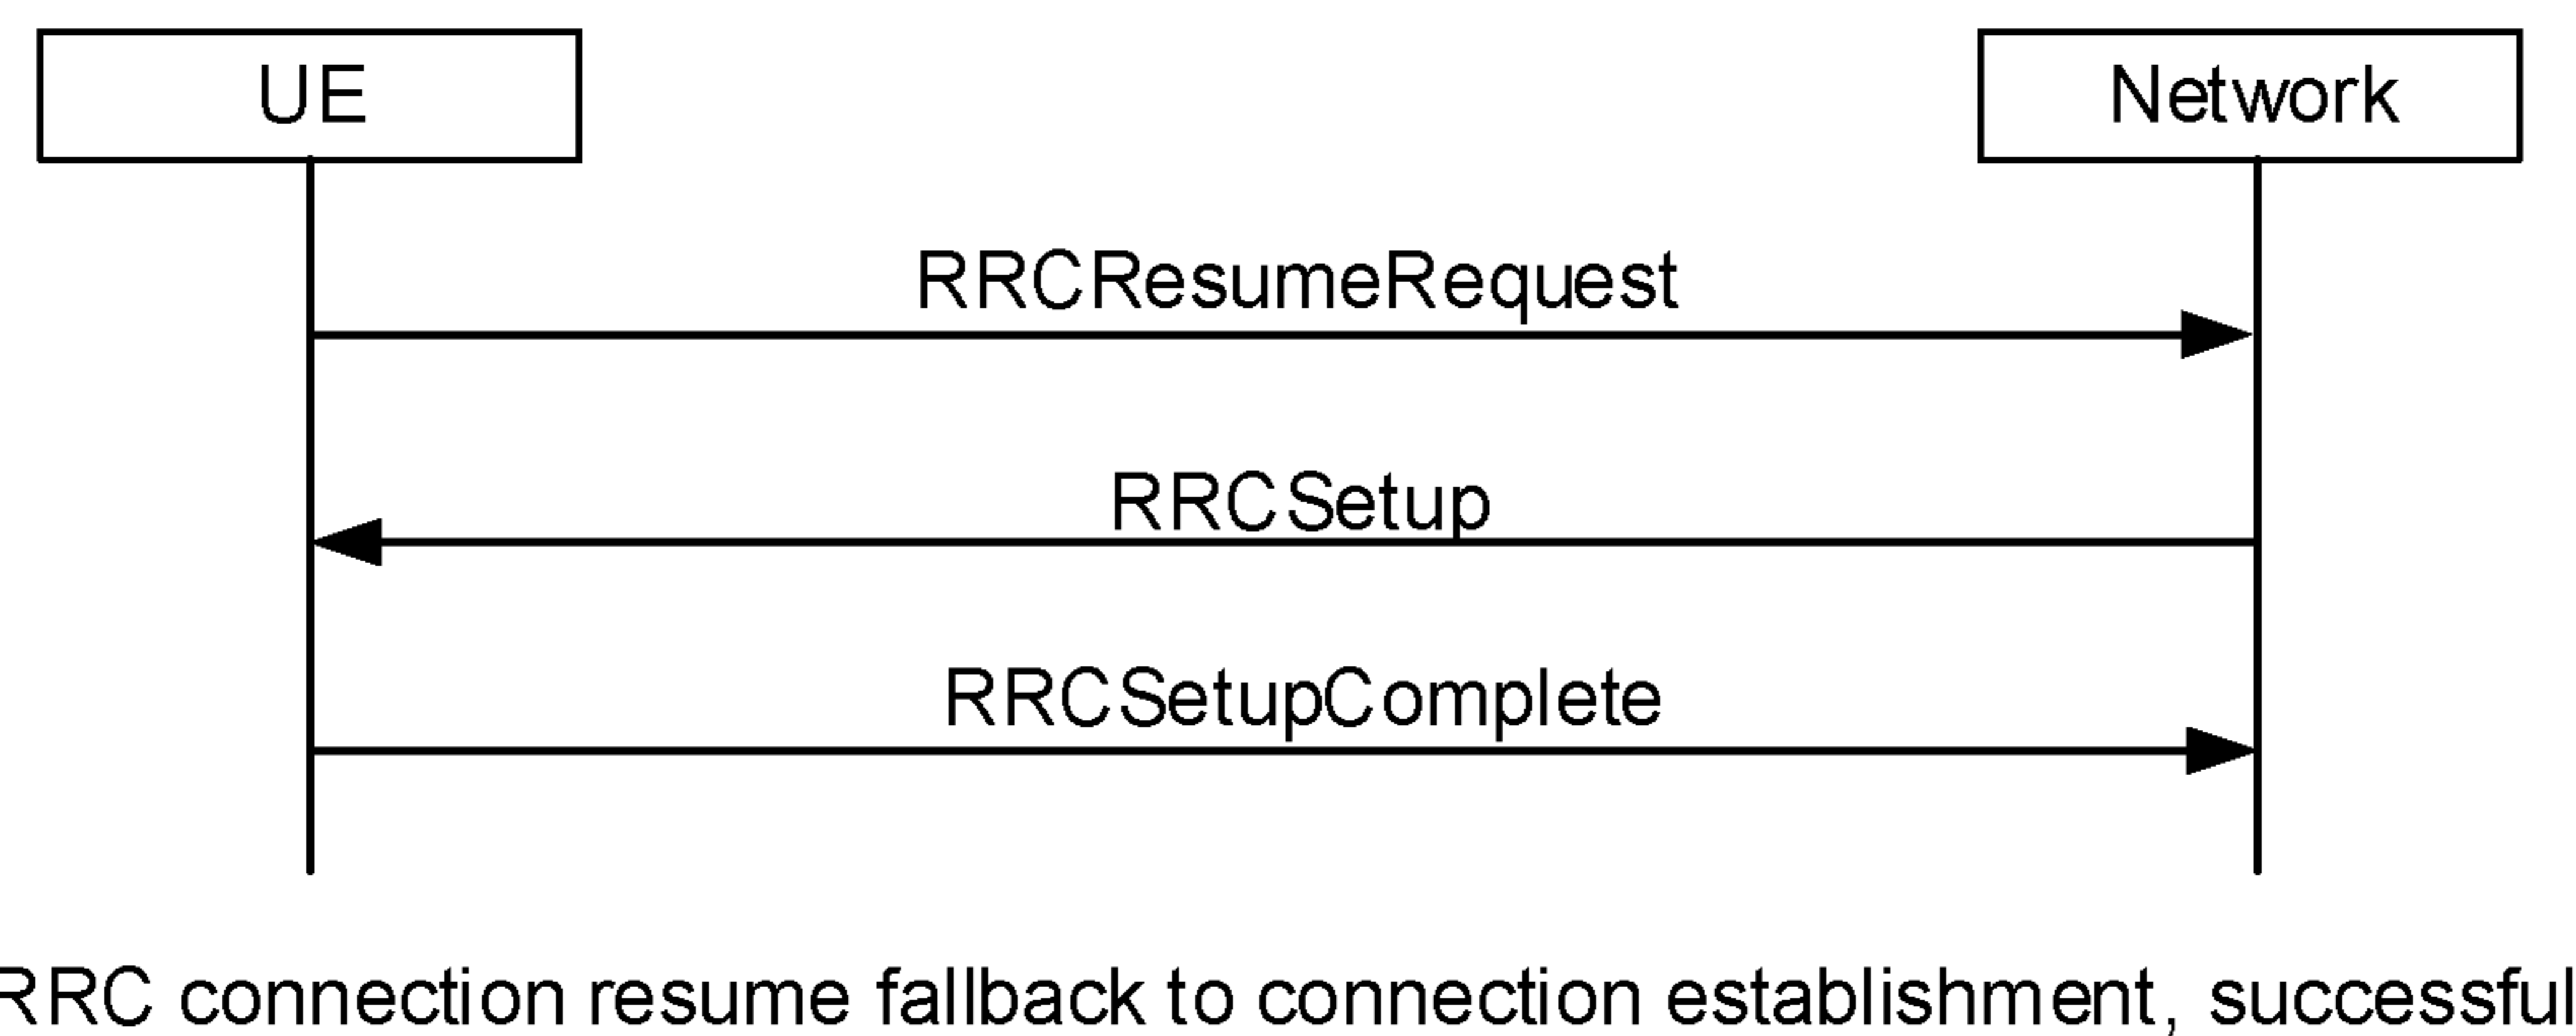 UE
Network
RRCResumeRequest
RRCSetup
RRCSetupComplete
RRC connection resume fallback to connection establishment, successful